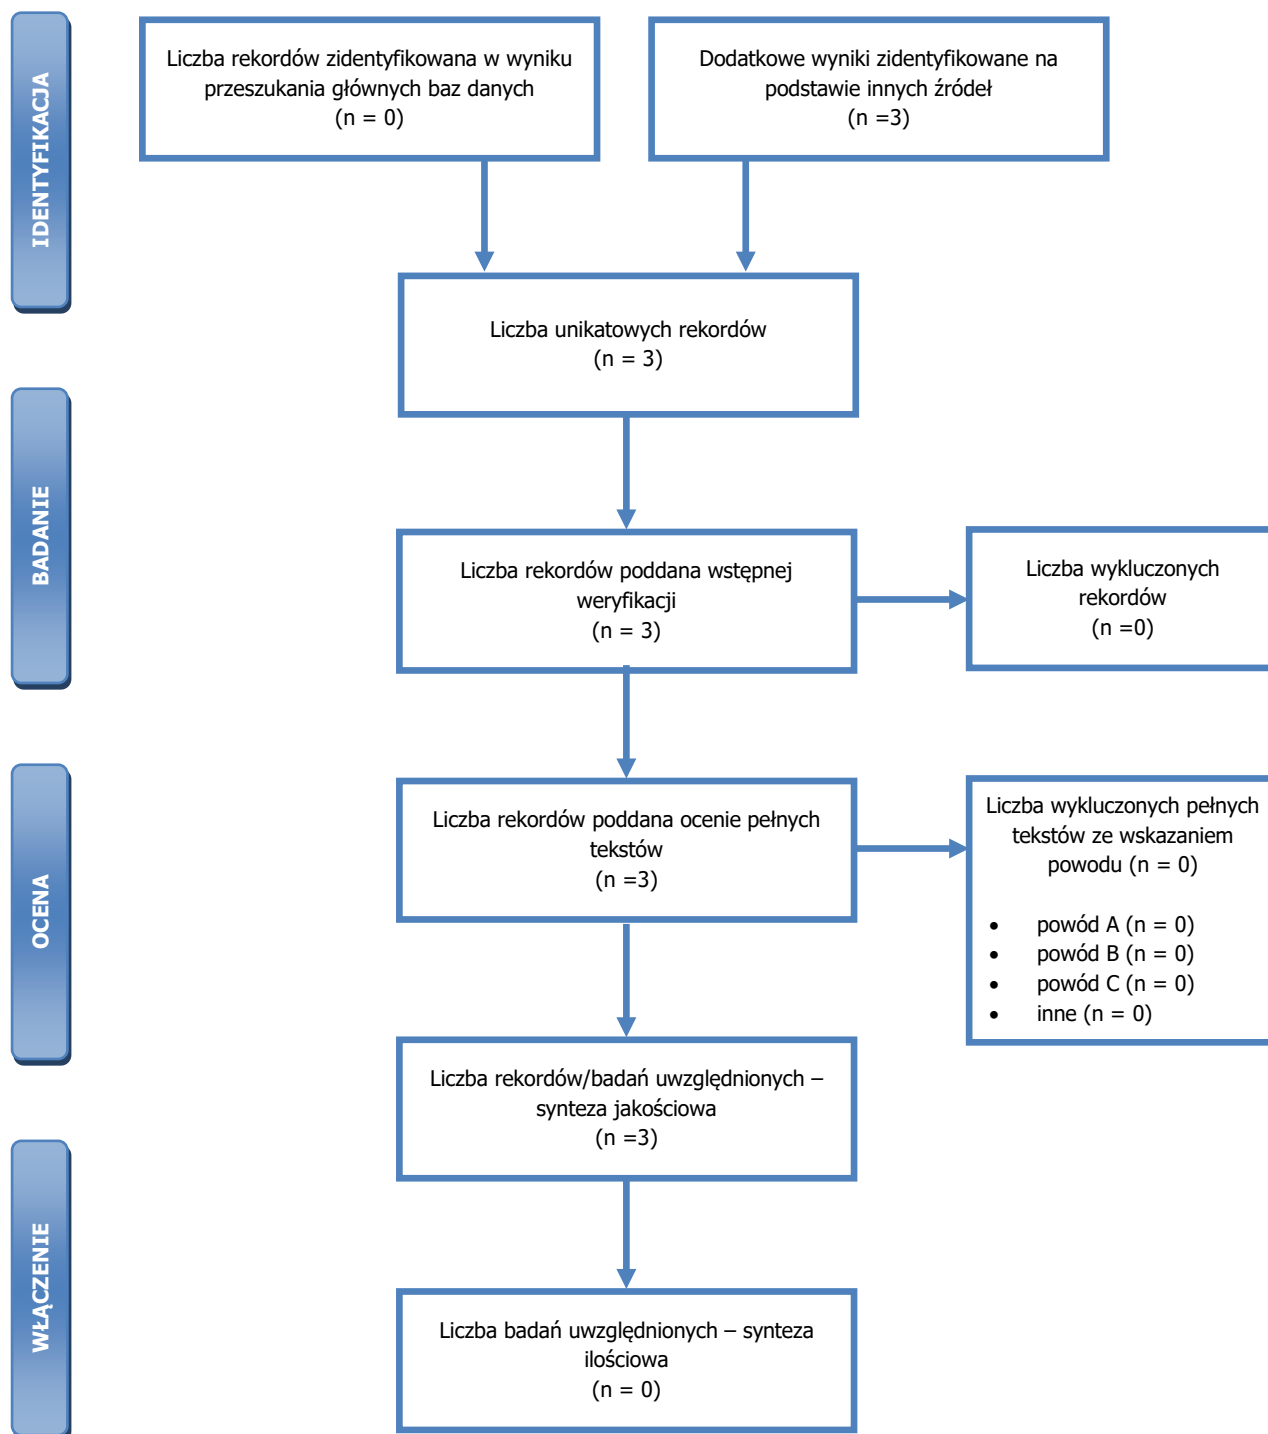 IDENTYFIKACJA
Liczba rekordów zidentyfikowana w wyniku
przeszukania głównych baz danych
(n = 0)
Dodatkowe wyniki zidentyfikowane na
podstawie innych źródeł
(n =3)
Liczba unikatowych rekordów
(n = 3)
BADANIE
Liczba rekordów poddana wstępnej
weryfikacji
(n = 3)
Liczba wykluczonych
rekordów
(n =0)
OCENA
Liczba rekordów poddana ocenie pełnych
tekstów
(n =3)
Liczba wykluczonych pełnych
tekstów ze wskazaniem
powodu (n = 0)
• powód A (n = 0)
• powód B (n = 0)
• powód C (n = 0)
• inne (n = 0)
Liczba rekordów/badań uwzględnionych –
synteza jakościowa
(n =3)
WŁĄCZENIE
Liczba badań uwzględnionych – synteza
ilościowa
(n = 0)